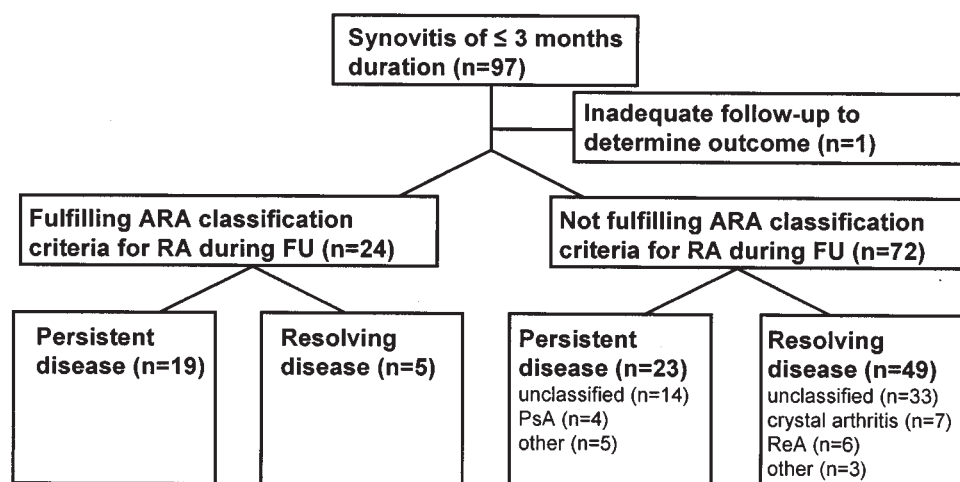 Synovitis of ≤ 3 months
duration (n=97)
Inadequate follow-up to
determine outcome (n=1)
Fulfilling ARA classification
criteria for RA during FU (n=24)
Not fulfilling ARA classification
criteria for RA during FU (n=72)
Persistent
disease (n=19)
Resolving
disease (n=5)
Persistent
disease (n=23)
unclassified (n=14)
PsA (n=4)
other (n=5)
Resolving
disease (n=49)
unclassified (n=33)
crystal arthritis (n=7)
ReA (n=6)
other (n=3)